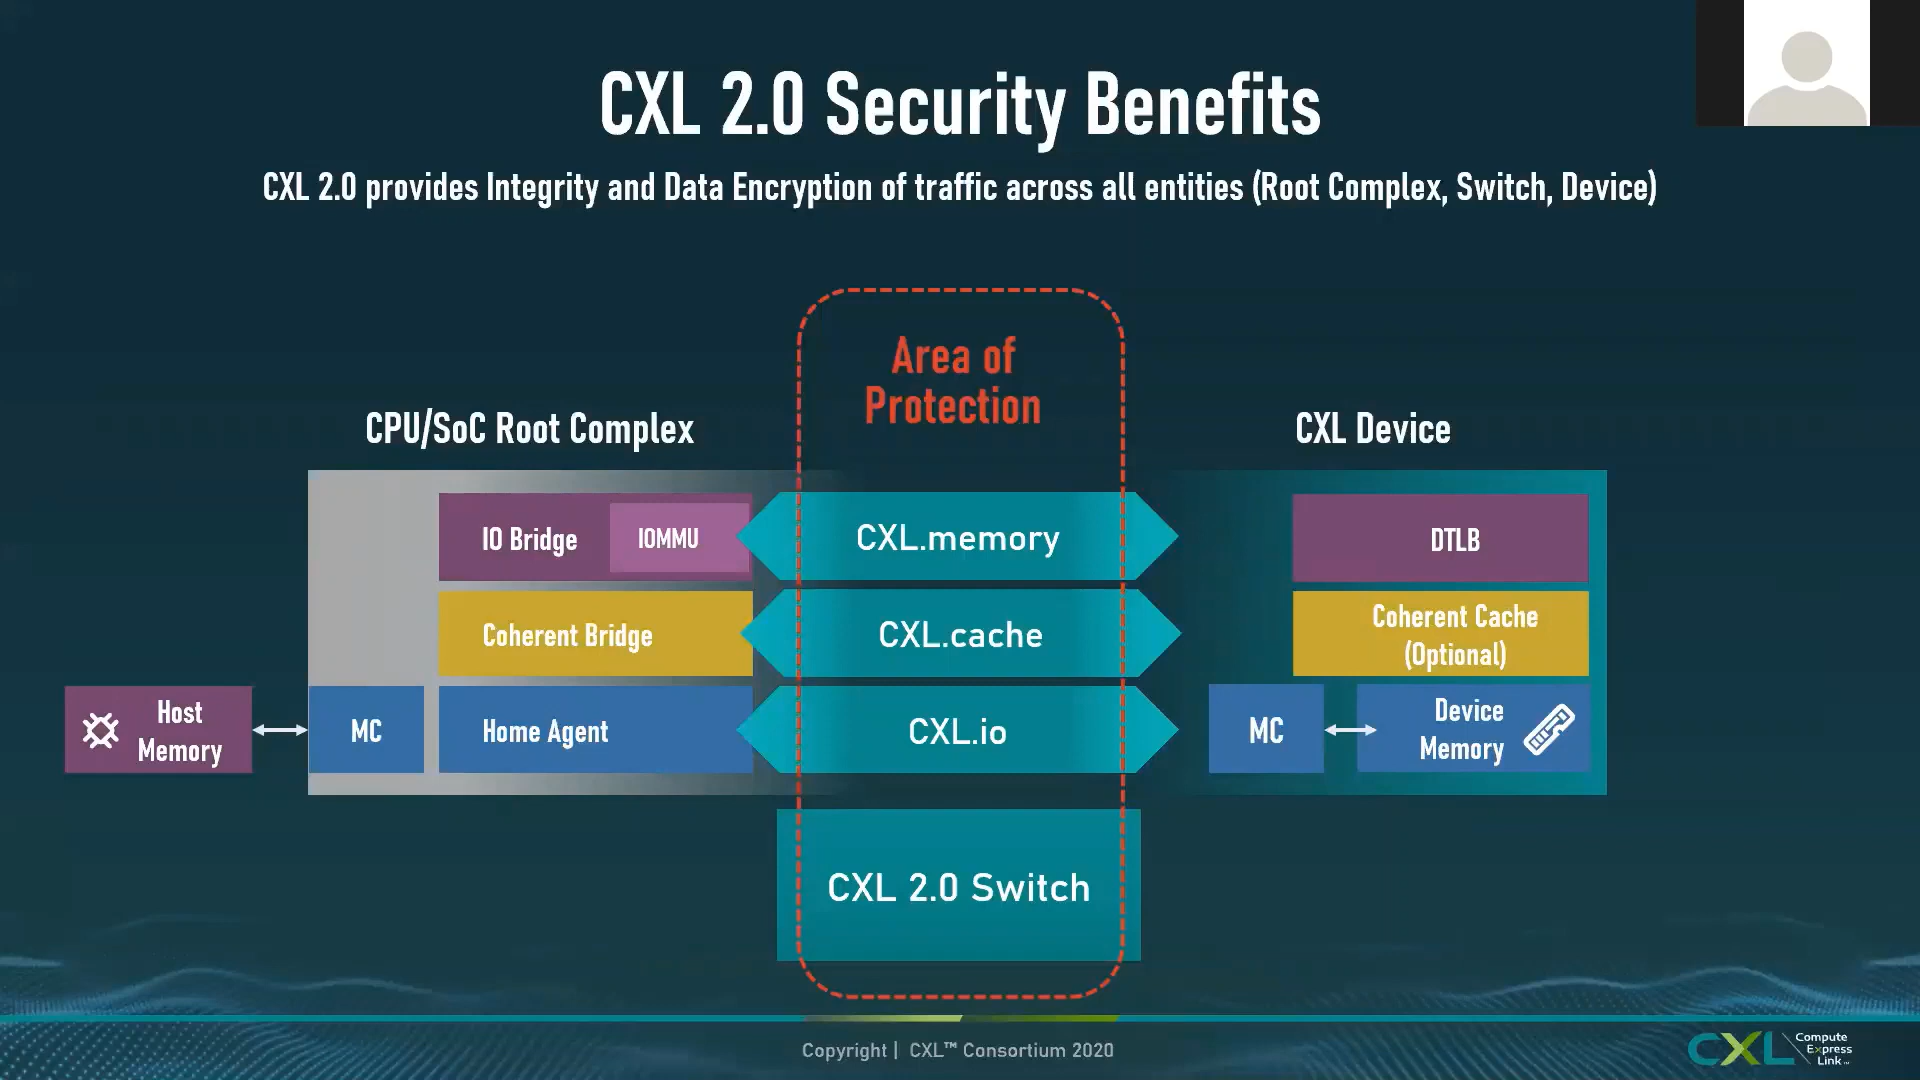 CXL 2.0 Security Benefits
CXL 2.0 provides Integrity and Data Encryption of traffic across all entities (Root Complex, Switch, Device)
Area of
Protection
CPU/SoC Root Complex
CXL Device
IO Bridge
IOMMU
CXL.memory
DTLB
Coherent Bridge
CXL.cache
Coherent Cache
(Optional)
Host
Memory
MC
Home Agent
CXL.io
MC
Device
Memory
CXL 2.0 Switch
Copyright | CXL™ Consortium 2020
CXL
Compute
Express
Link™